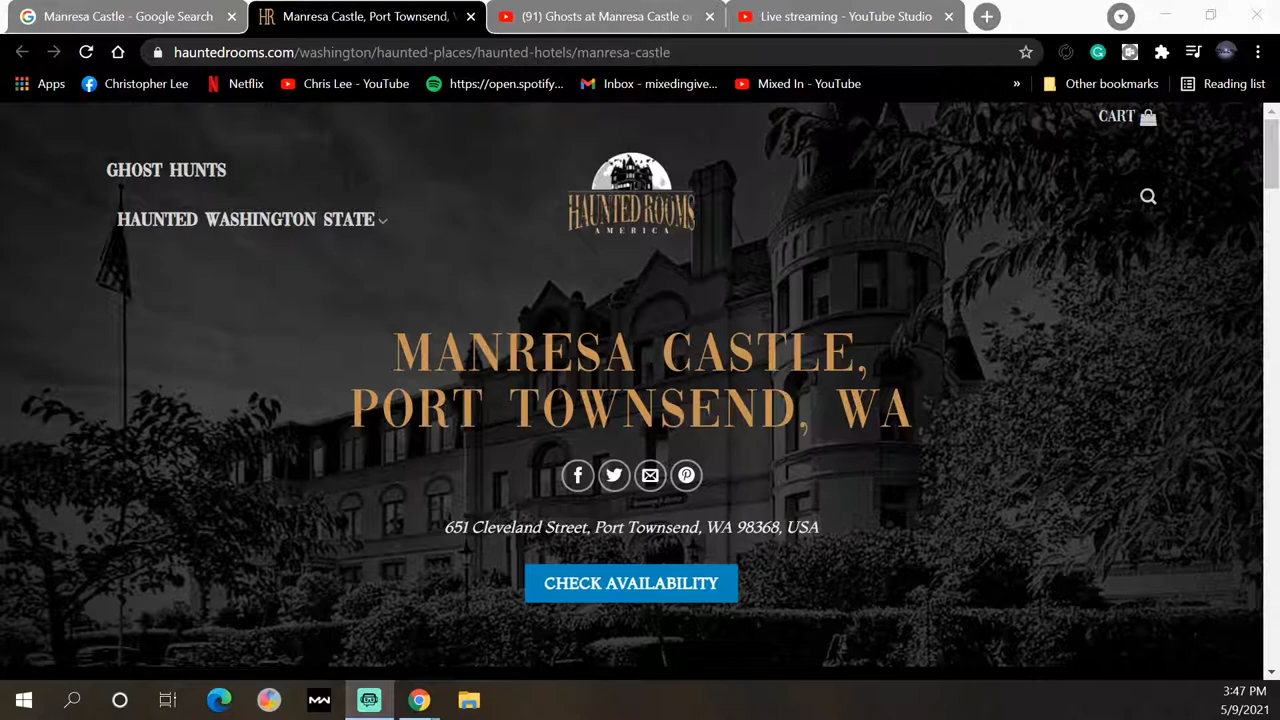 Manresa Castle - Google Search
Manresa Castle, Port Townsend,
(91) Ghosts at Manresa Castle o
Live streaming - YouTube Studio
hauntedrooms.com/washington/haunted-places/haunted-hotels/manresa-castle
Apps
Christopher Lee
Netflix
Chris Lee - YouTube
https://open.spotify...
Inbox - mixedingive...
Mixed In - YouTube
»
Other bookmarks
Reading list
CART
GHOST HUNTS
HAUNTED WASHINGTON STATE
HAUNTED ROOMS
AMERICA
MANRESA CASTLE,
PORT TOWNSEND, WA
651 Cleveland Street, Port Townsend, WA 98368, USA
CHECK AVAILABILITY
MW
3:47 PM
5/9/2021